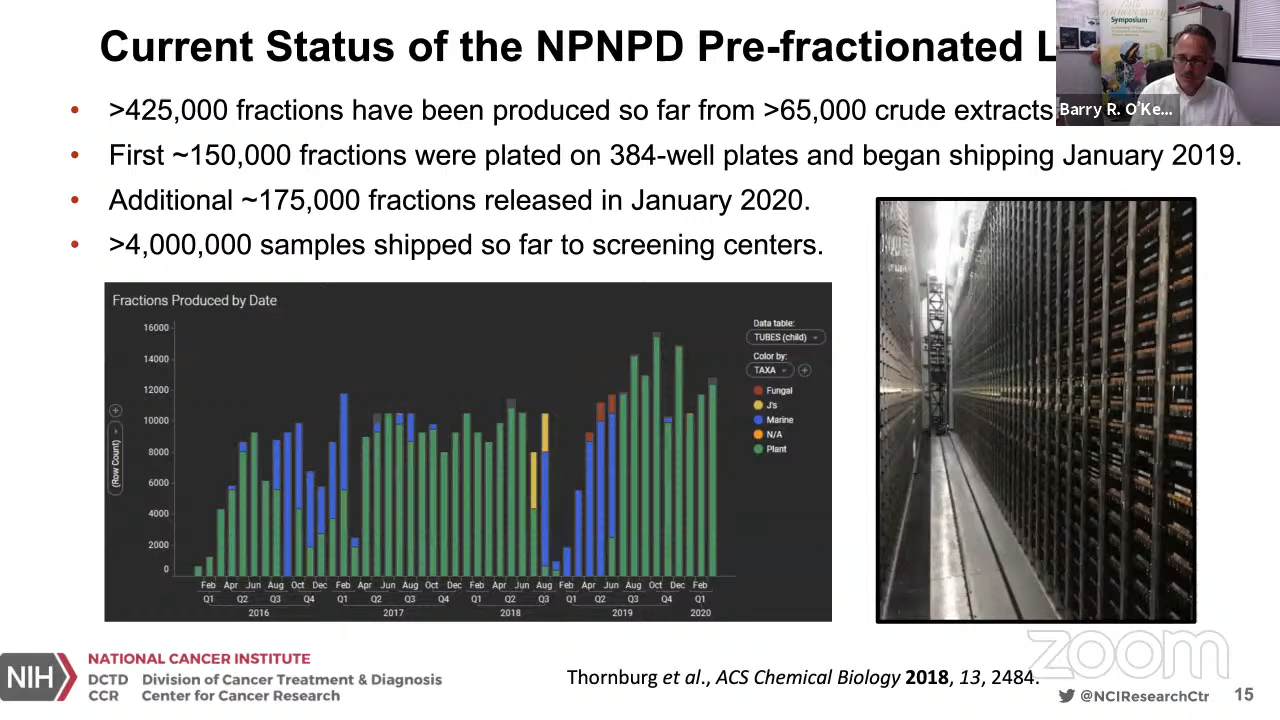 Current Status of the NPNPD Pre-fractionated L
Symposium
Barry R. O'Ke...
• >425,000 fractions have been produced so far from >65,000 crude extracts
• First ~150,000 fractions were plated on 384-well plates and began shipping January 2019.
• Additional ~175,000 fractions released in January 2020.
• >4,000,000 samples shipped so far to screening centers.
Fractions Produced by Date
16000
14000
12000
10000
8000
6000
4000
2000
0
(Row Count)
Feb Apr Jun Aug Oct Dec Feb Apr Jun Aug Oct Dec Feb Apr Jun Aug Feb Apr Jun Aug Oct Dec Feb
Q1 Q2 Q3 Q4 Q1 Q2 Q3 Q4 Q1 Q2 Q3 Q1 Q2 Q3 Q4 Q1
2016 2017 2018 2019 2020
Data table:
TUBES (child)
Color by:
TAXA
Fungal
J's
Marine
N/A
Plant
zoom
NIH
NATIONAL CANCER INSTITUTE
DCTD Division of Cancer Treatment & Diagnosis
CCR Center for Cancer Research
Thornburg et al., ACS Chemical Biology 2018, 13, 2484.
@NCIResearchCtr 15